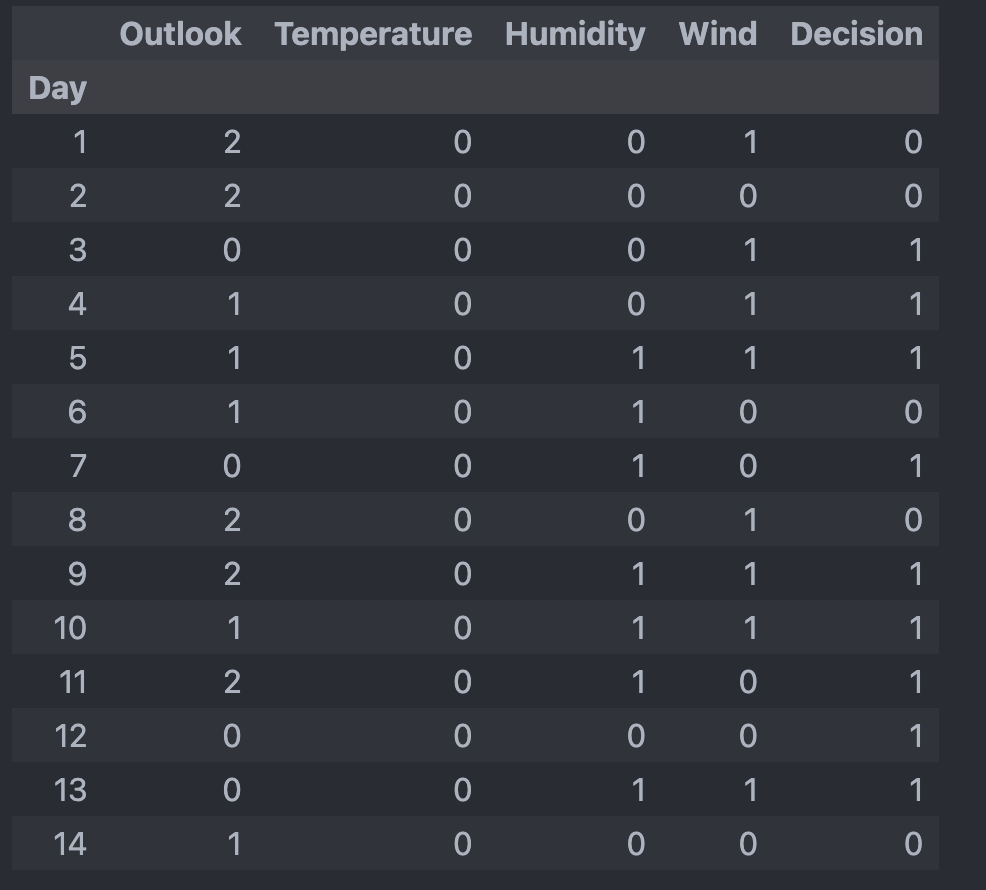 Outlook Temperature Humidity Wind Decision
Day
1 2 0 0 1 0
2 2 0 0 0 0
3 0 0 0 1 1
4 1 0 0 1 1
5 1 0 1 1 1
6 1 0 1 0 0
7 0 0 1 0 1
8 2 0 0 1 0
9 2 0 1 1 1
10 1 0 1 1 1
11 2 0 1 0 1
12 0 0 0 0 1
13 0 0 1 1 1
14 1 0 0 0 0